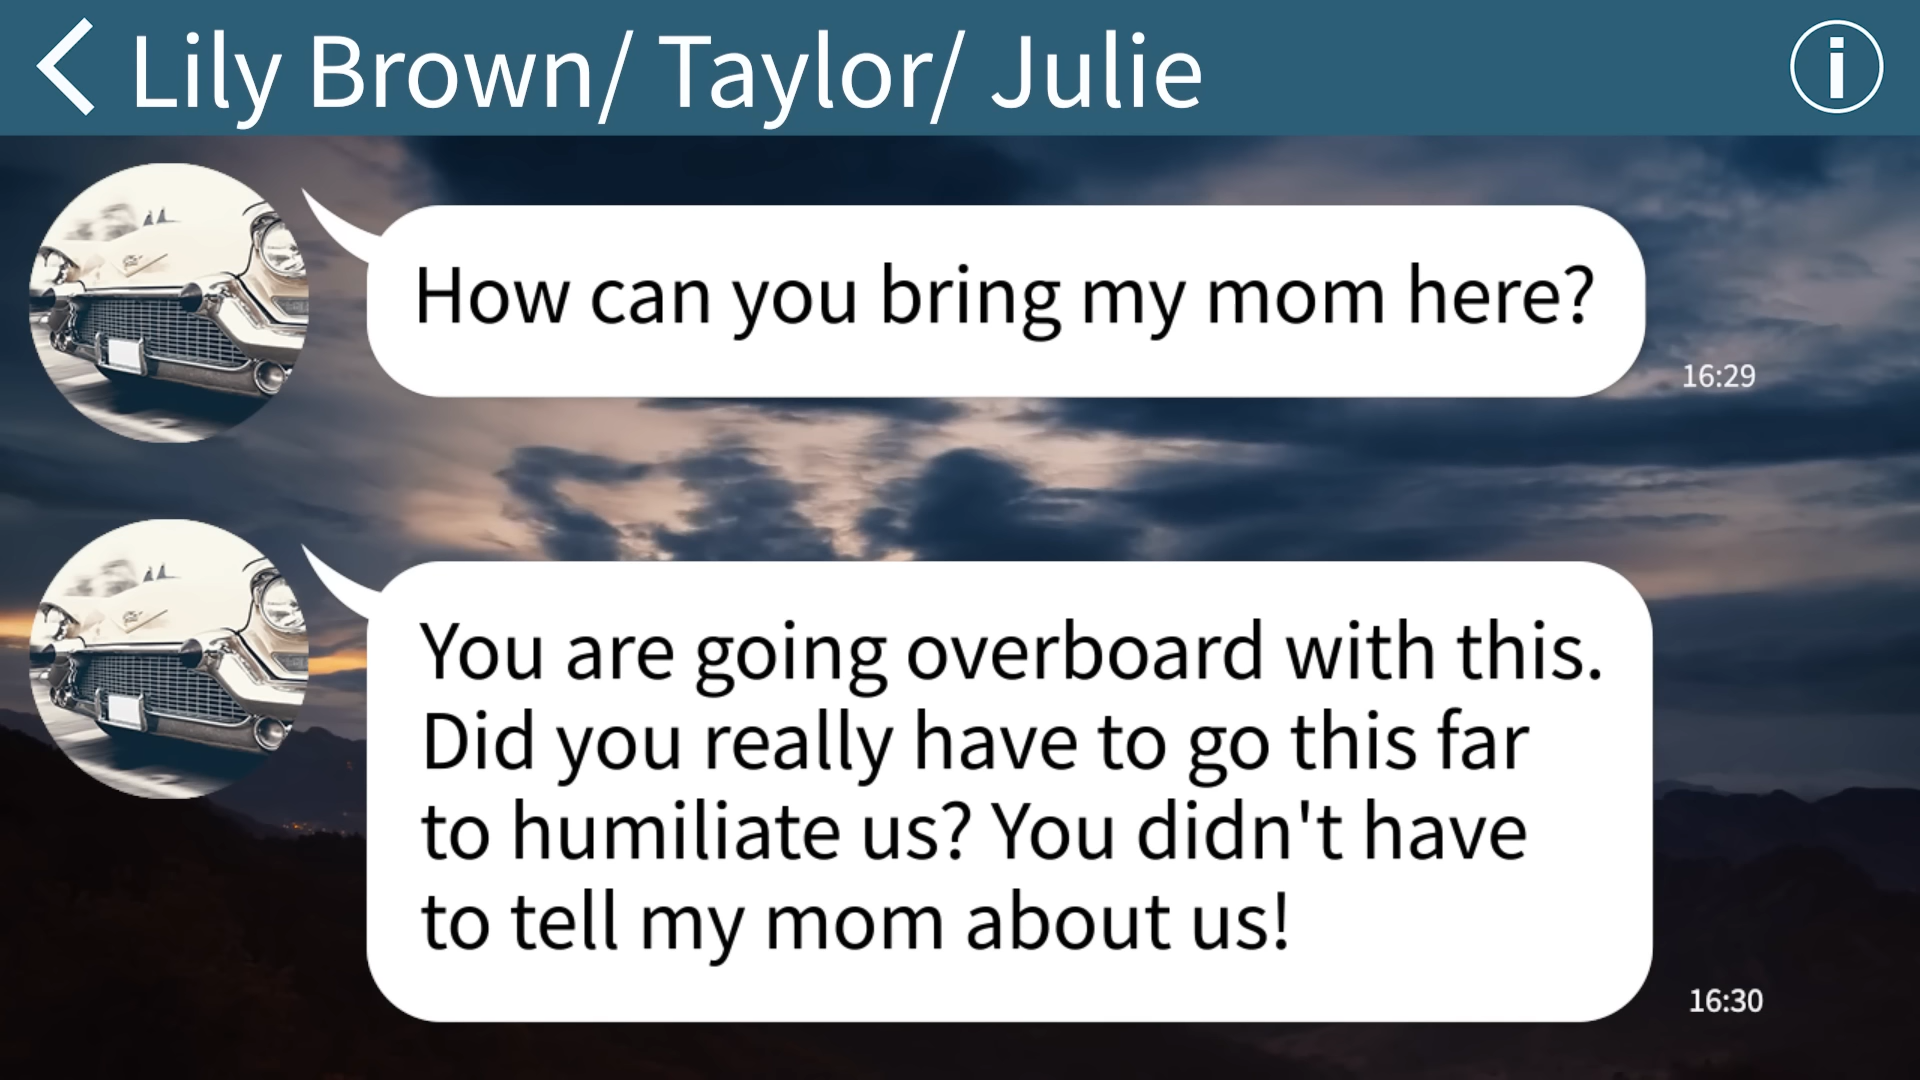 Lily Brown/ Taylor/ Julie
How can you bring my mom here?
16:29
You are going overboard with this.
Did you really have to go this far
to humiliate us? You didn't have
to tell my mom about us!
16:30